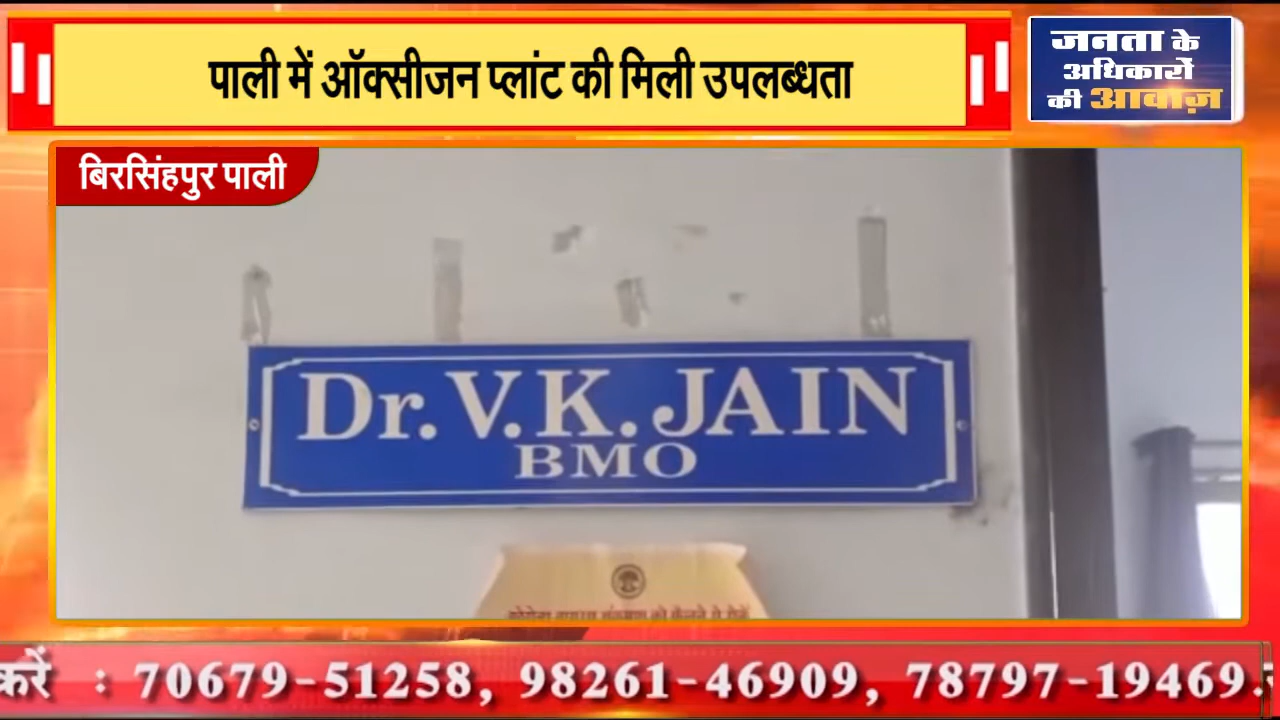 पाली में ऑक्सीजन प्लांट की मिली उपलब्धता
जनता के
अधिकारों
की आवाज़
बिरसिंहपुर पाली
Dr. V.K. JAIN
BMO
करें : 70679-51258, 98261-46909, 78797-19469.